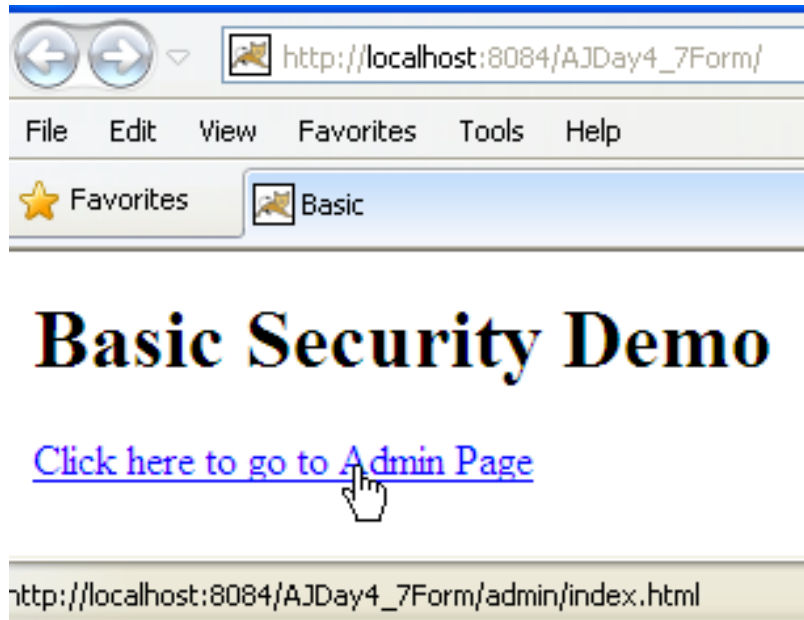 http://localhost:8084/AJDay4_7Form/
File Edit View Favorites Tools Help
Favorites Basic
Basic Security Demo
Click here to go to Admin Page
http://localhost:8084/AJDay4_7Form/admin/index.html